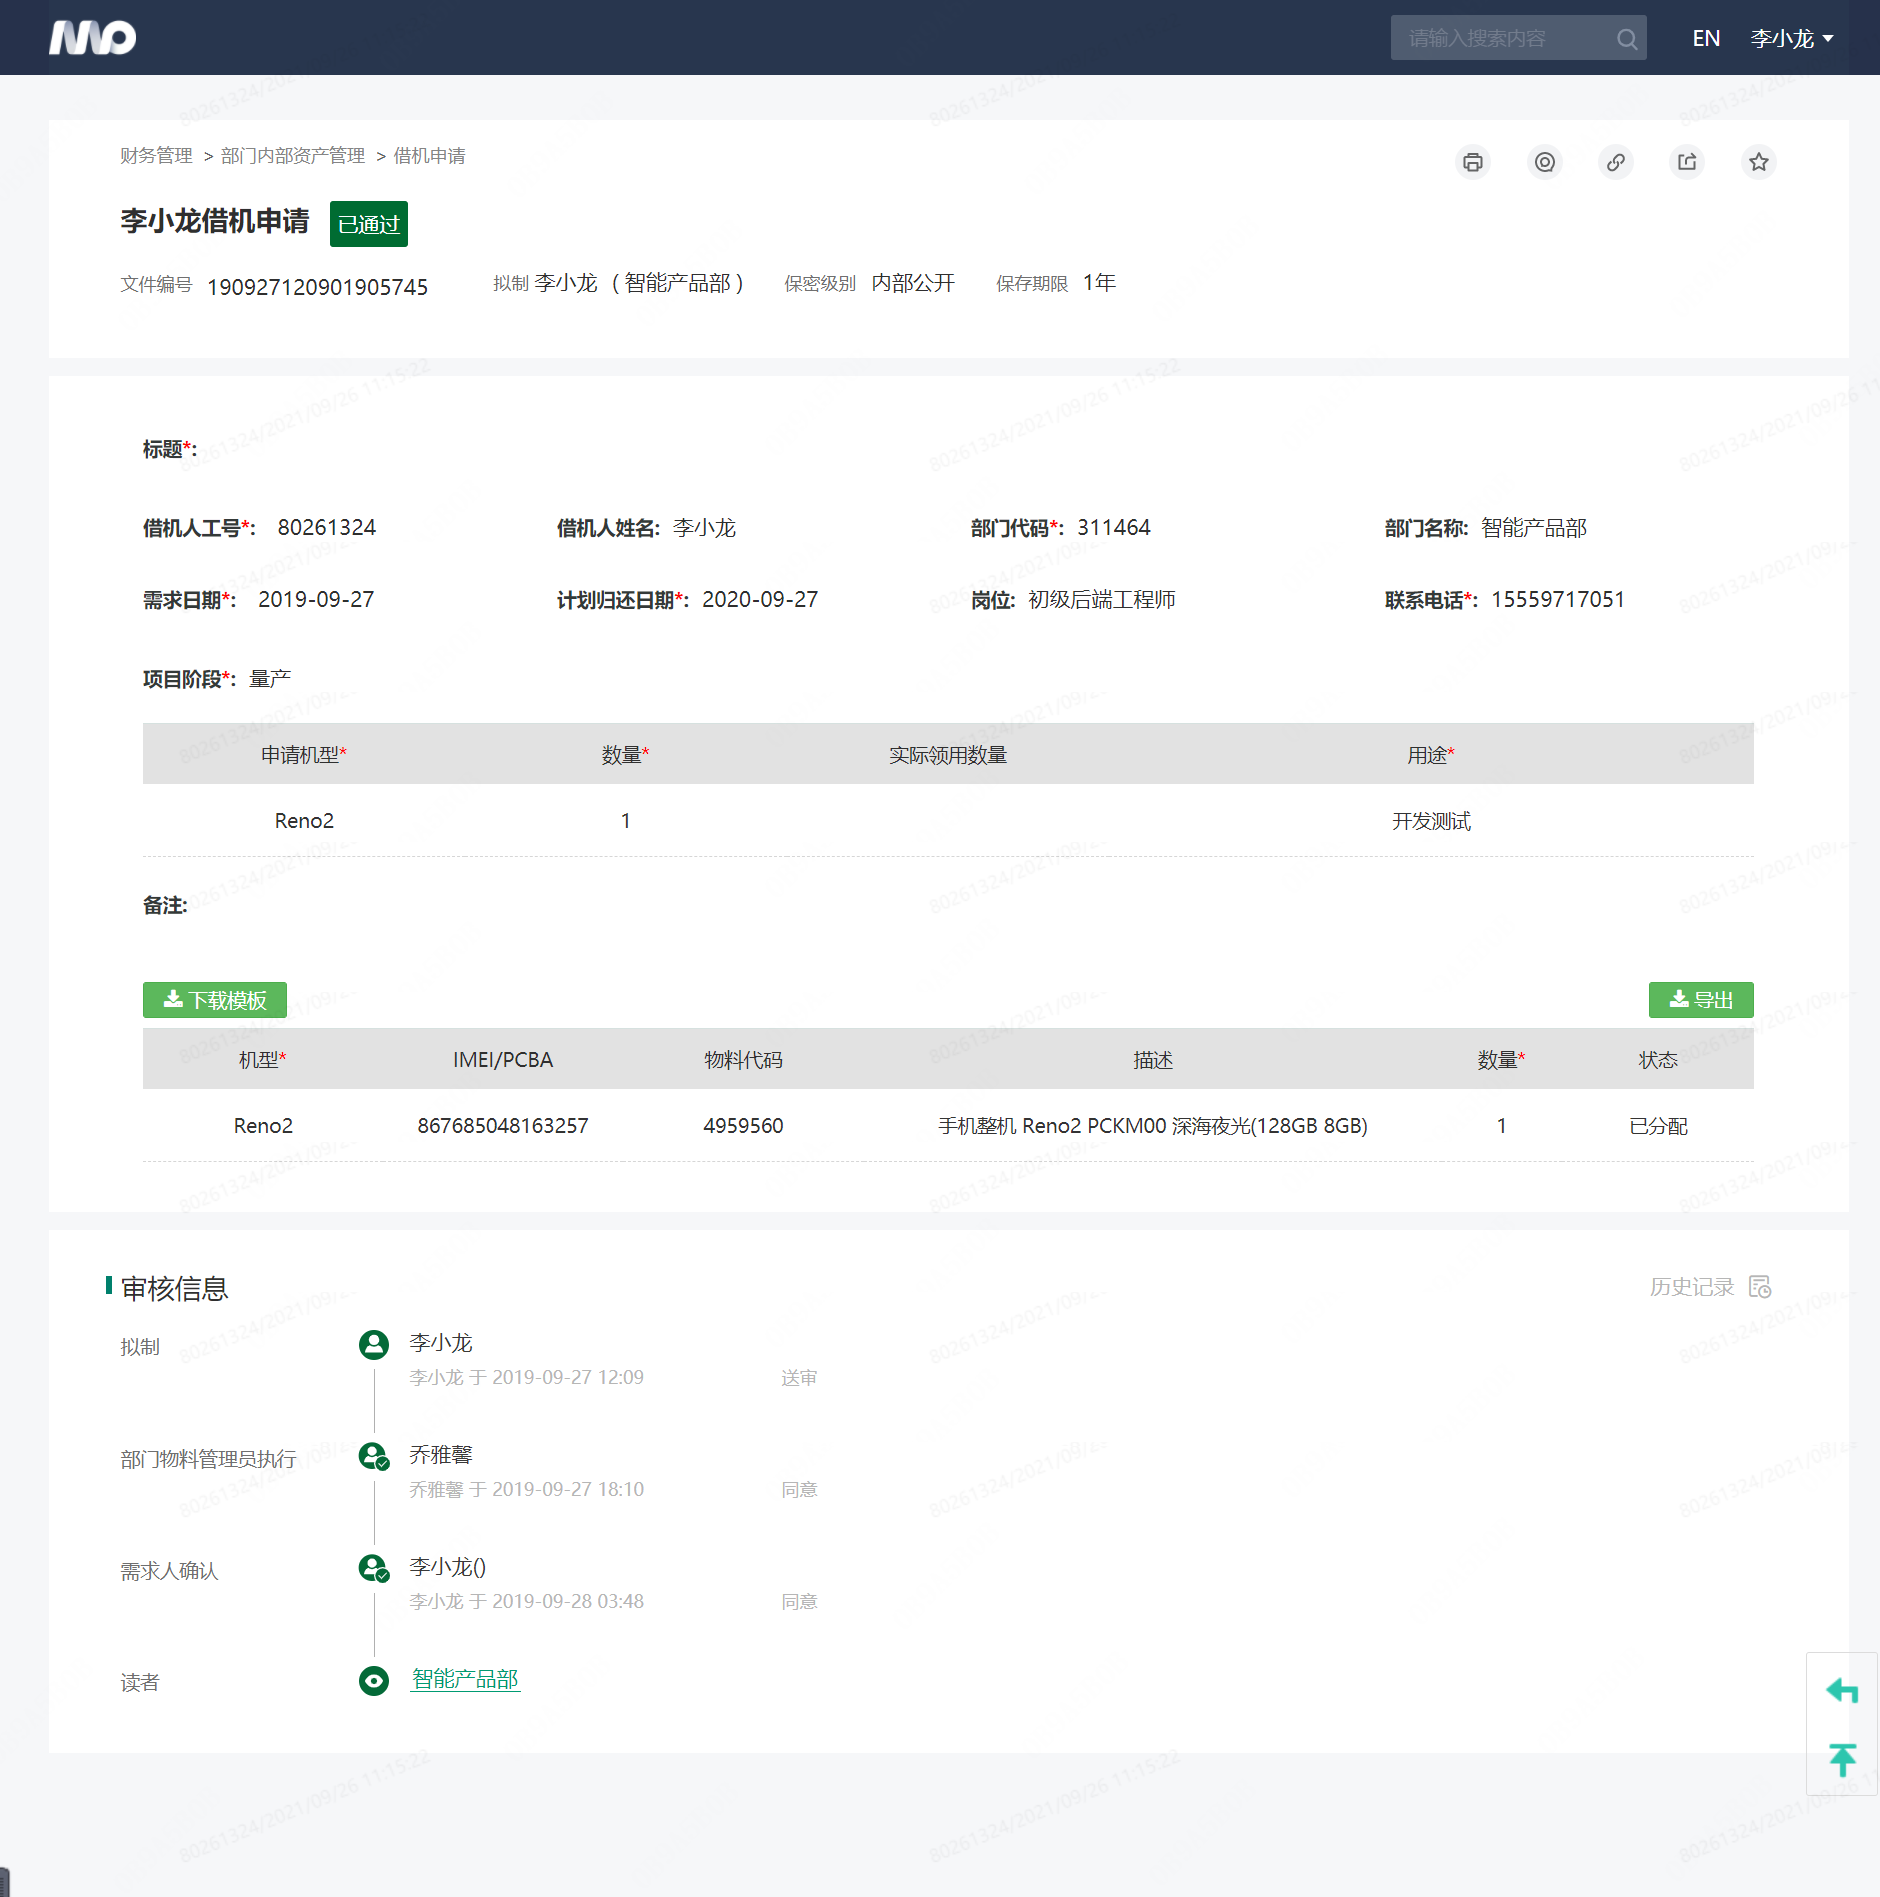 MO
请输入搜索内容
EN 李小龙
财务管理 > 部门内部资产管理 > 借机申请
李小龙借机申请 已通过
文件编号 190927120901905745 拟制 李小龙 ( 智能产品部 ) 保密级别 内部公开 保存期限 1年
标题*:
借机人工号*: 80261324 借机人姓名: 李小龙 部门代码*: 311464 部门名称: 智能产品部
需求日期*: 2019-09-27 计划归还日期*: 2020-09-27 岗位: 初级后端工程师 联系电话*: 15559717051
项目阶段*: 量产
申请机型* 数量* 实际领用数量 用途*
Reno2 1 开发测试
备注:
下载模板 导出
机型* IMEI/PCBA 物料代码 描述 数量* 状态
Reno2 867685048163257 4959560 手机整机 Reno2 PCKM00 深海夜光(128GB 8GB) 1 已分配
审核信息 历史记录
拟制 李小龙
李小龙 于 2019-09-27 12:09 送审
部门物料管理员执行 乔雅馨
乔雅馨 于 2019-09-27 18:10 同意
需求人确认 李小龙()
李小龙 于 2019-09-28 03:48 同意
读者 智能产品部
80261324/2021/09/26 11:15:22